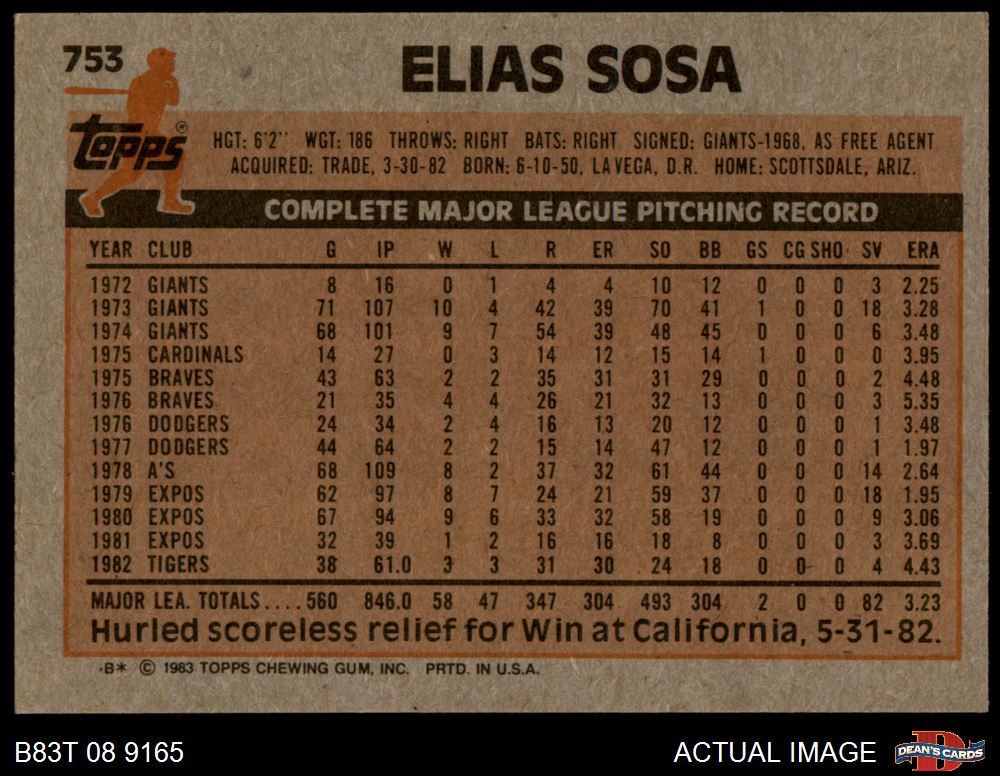 753
ELIAS SOSA
topps®
HGT: 6'2" WGT: 186 THROWS: RIGHT BATS: RIGHT SIGNED: GIANTS-1968, AS FREE AGENT
ACQUIRED: TRADE, 3-30-82 BORN: 6-10-50, LA VEGA, D.R. HOME: SCOTTSDALE, ARIZ.
COMPLETE MAJOR LEAGUE PITCHING RECORD
YEAR CLUB G IP W L R ER SO BB GS CG SHO SV ERA
1972 GIANTS 8 16 0 1 4 4 10 12 0 0 0 3 2.25
1973 GIANTS 71 107 10 4 42 39 70 41 1 0 0 18 3.28
1974 GIANTS 68 101 9 7 54 39 48 45 0 0 0 6 3.48
1975 CARDINALS 14 27 0 3 14 12 15 14 1 0 0 0 3.95
1975 BRAVES 43 63 2 2 35 31 31 29 0 0 0 2 4.48
1976 BRAVES 21 35 4 4 26 21 32 13 0 0 0 3 5.35
1976 DODGERS 24 34 2 4 16 13 20 12 0 0 0 1 3.48
1977 DODGERS 44 64 2 2 15 14 47 12 0 0 0 1 1.97
1978 A'S 68 109 8 2 37 32 61 44 0 0 0 14 2.64
1979 EXPOS 62 97 8 7 24 21 59 37 0 0 0 18 1.95
1980 EXPOS 67 94 9 6 33 32 58 19 0 0 0 9 3.06
1981 EXPOS 32 39 1 2 16 16 18 8 0 0 0 3 3.69
1982 TIGERS 38 61.0 3 3 31 30 24 18 0 0 0 4 4.43
MAJOR LEA. TOTALS....560 846.0 58 47 347 304 493 304 2 0 0 82 3.23
Hurled scoreless relief for Win at California, 5-31-82.
·B* © 1983 TOPPS CHEWING GUM, INC. PRTD. IN U.S.A.
B83T 08 9165
ACTUAL IMAGE
DEAN'S CARDS